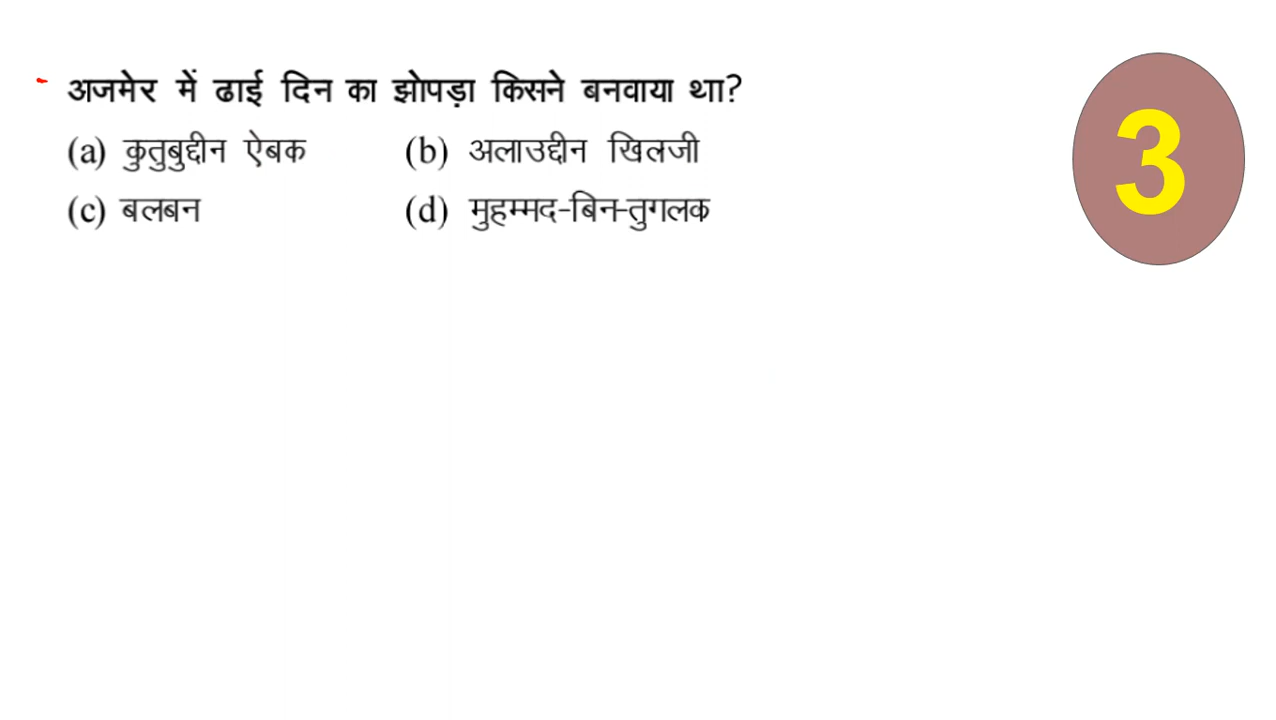 अजमेर में ढाई दिन का झोपड़ा किसने बनवाया था?
(a) कुतुबुद्दीन ऐबक (b) अलाउद्दीन खिलजी
(c) बलबन (d) मुहम्मद-बिन-तुगलक
3